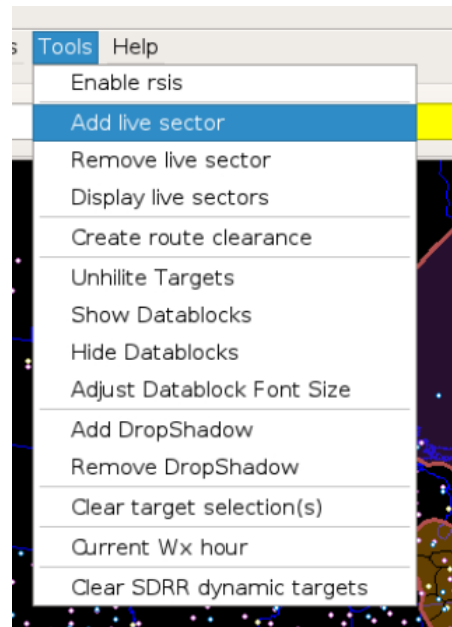 s Tools Help
Enable rsis
Add live sector
Remove live sector
Display live sectors
Create route clearance
Unhilite Targets
Show Datablocks
Hide Datablocks
Adjust Datablock Font Size
Add DropShadow
Remove DropShadow
Clear target selection(s)
Current Wx hour
Clear SDRR dynamic targets